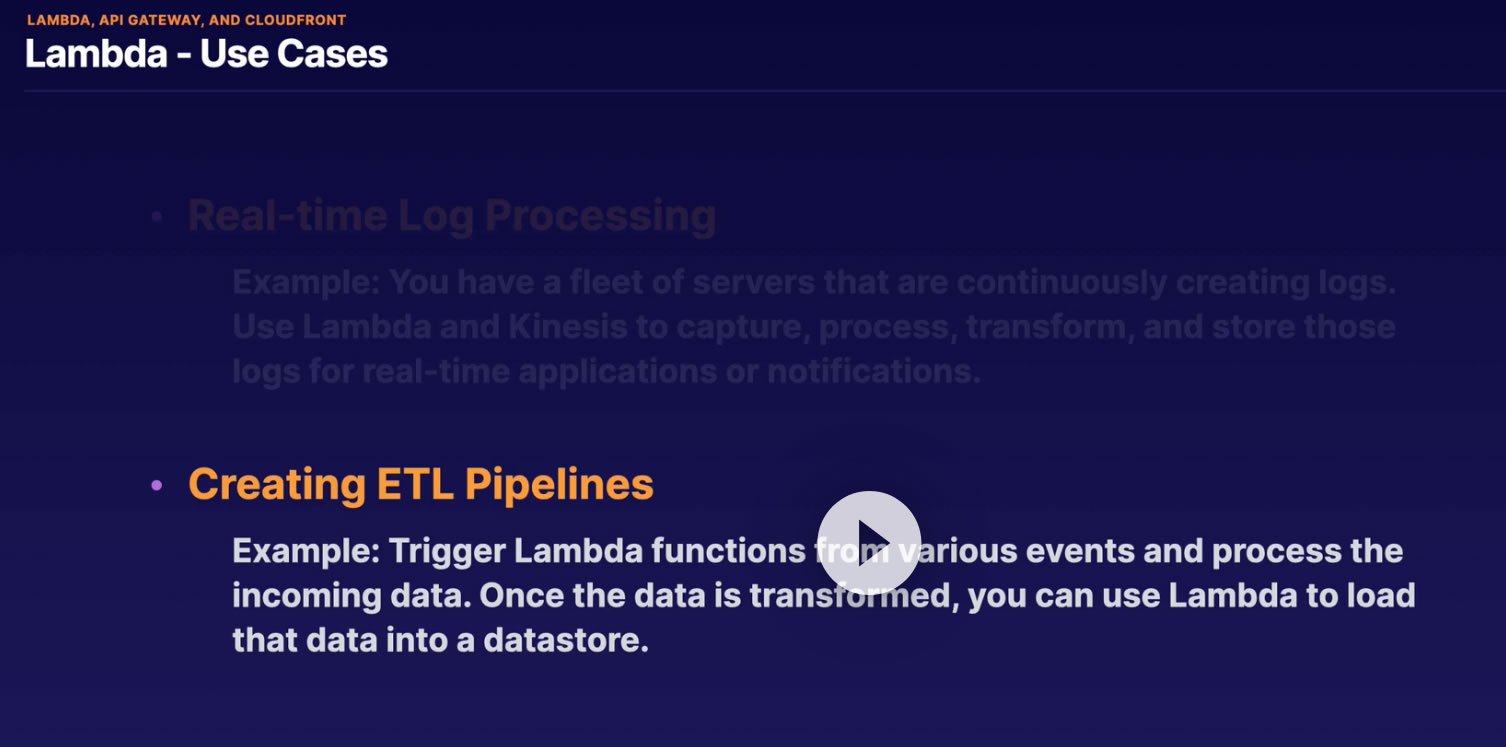 LAMBDA, API GATEWAY, AND CLOUDFRONT
Lambda - Use Cases
• Real-time Log Processing
Example: You have a fleet of servers that are continuously creating logs.
Use Lambda and Kinesis to capture, process, transform, and store those
logs for real-time applications or notifications.
• Creating ETL Pipelines
Example: Trigger Lambda functions from various events and process the
incoming data. Once the data is transformed, you can use Lambda to load
that data into a datastore.